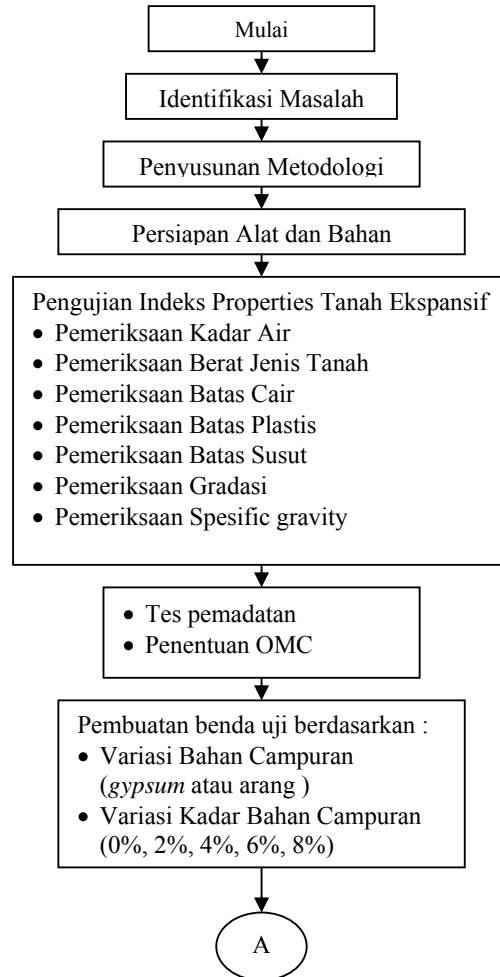 Mulai
Identifikasi Masalah
Penyusunan Metodologi
Persiapan Alat dan Bahan
Pengujian Indeks Properties Tanah Ekspansif
• Pemeriksaan Kadar Air
• Pemeriksaan Berat Jenis Tanah
• Pemeriksaan Batas Cair
• Pemeriksaan Batas Plastis
• Pemeriksaan Batas Susut
• Pemeriksaan Gradasi
• Pemeriksaan Spesific gravity
• Tes pemadatan
• Penentuan OMC
Pembuatan benda uji berdasarkan :
• Variasi Bahan Campuran
(gypsum atau arang )
• Variasi Kadar Bahan Campuran
(0%, 2%, 4%, 6%, 8%)
A